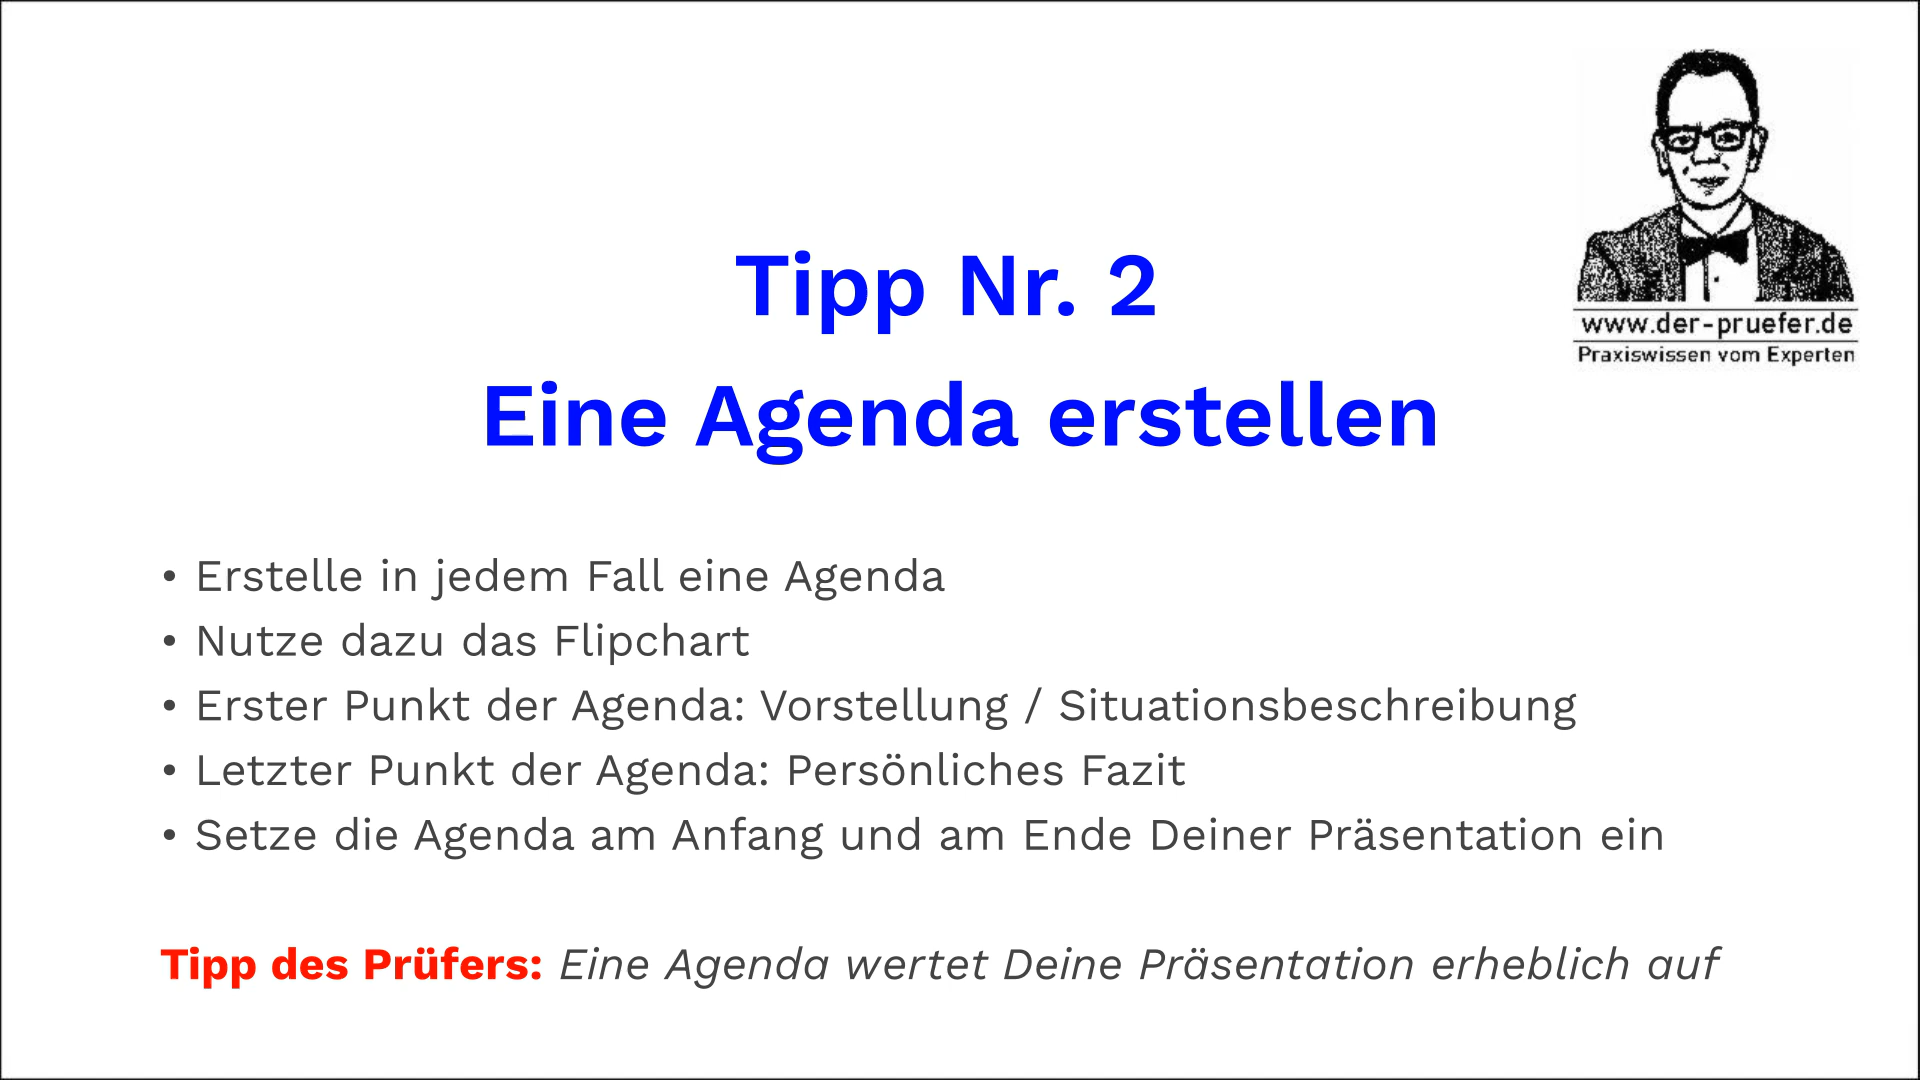 Tipp Nr. 2
Eine Agenda erstellen
www.der-pruefer.de
Praxiswissen vom Experten
• Erstelle in jedem Fall eine Agenda
• Nutze dazu das Flipchart
• Erster Punkt der Agenda: Vorstellung / Situationsbeschreibung
• Letzter Punkt der Agenda: Persönliches Fazit
• Setze die Agenda am Anfang und am Ende Deiner Präsentation ein
Tipp des Prüfers: Eine Agenda wertet Deine Präsentation erheblich auf